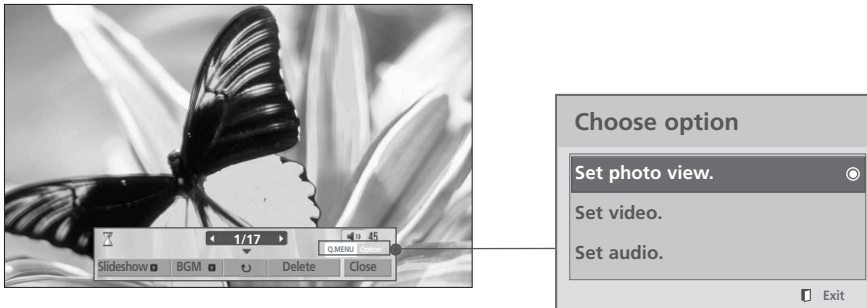 1/17
45
Q.MENU Option
Slideshow BGM Delete Close
Choose option
Set photo view.
Set video.
Set audio.
Exit